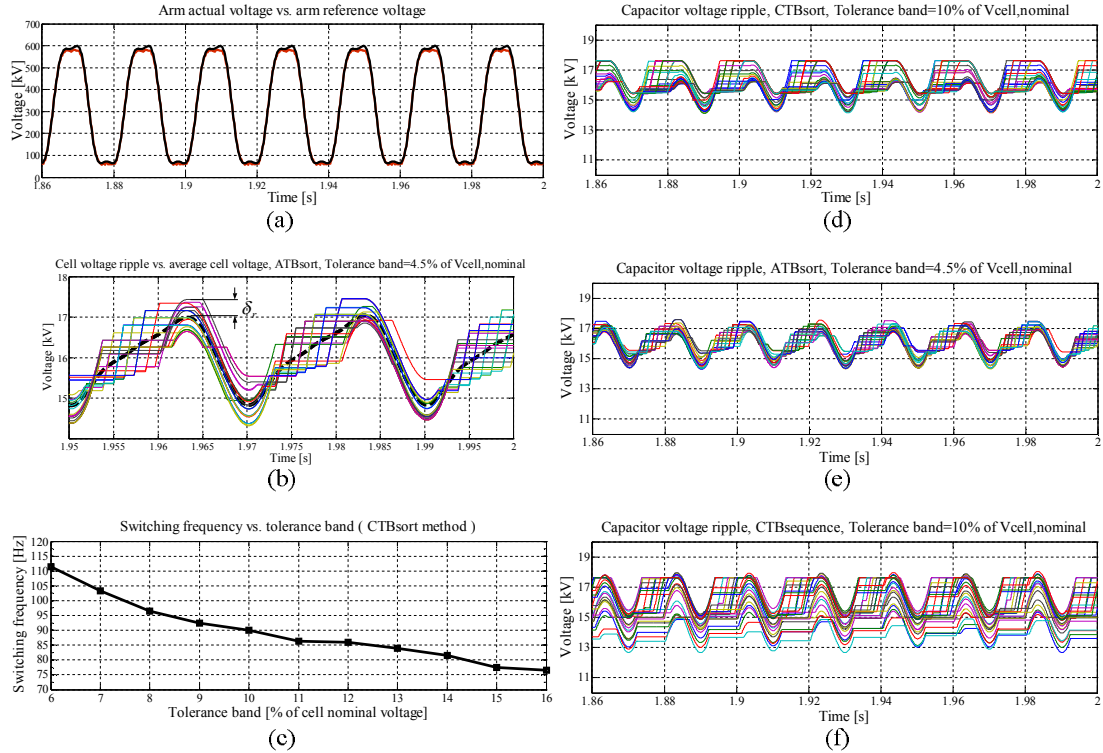 Arm actual voltage vs. arm reference voltage
Voltage [kV]
700
600
500
400
300
200
100
0
1.86 1.88 1.9 1.92 1.94 1.96 1.98 2
Time [s]
(a)
Cell voltage ripple vs. average cell voltage, ATBsort, Tolerance band=4.5% of Vcell,nominal
Voltage [kV]
18
17
16
15
δr
1.95 1.955 1.96 1.965 1.97 1.975 1.98 1.985 1.99 1.995 2
Time [s]
(b)
Switching frequency vs. tolerance band ( CTBsort method )
Switching frequency [Hz]
120
115
110
105
100
95
90
85
80
75
70
6 7 8 9 10 11 12 13 14 15 16
Tolerance band [% of cell nominal voltage]
(c)
Capacitor voltage ripple, CTBsort, Tolerance band=10% of Vcell,nominal
Voltage [kV]
19
17
15
13
11
1.86 1.88 1.9 1.92 1.94 1.96 1.98 2
Time [s]
(d)
Capacitor voltage ripple, ATBsort, Tolerance band=4.5% of Vcell,nominal
Voltage [kV]
19
17
15
13
11
1.86 1.88 1.9 1.92 1.94 1.96 1.98 2
Time [s]
(e)
Capacitor voltage ripple, CTBsequence, Tolerance band=10% of Vcell,nominal
Voltage [kV]
19
17
15
13
11
9
1.86 1.88 1.9 1.92 1.94 1.96 1.98 2
Time [s]
(f)